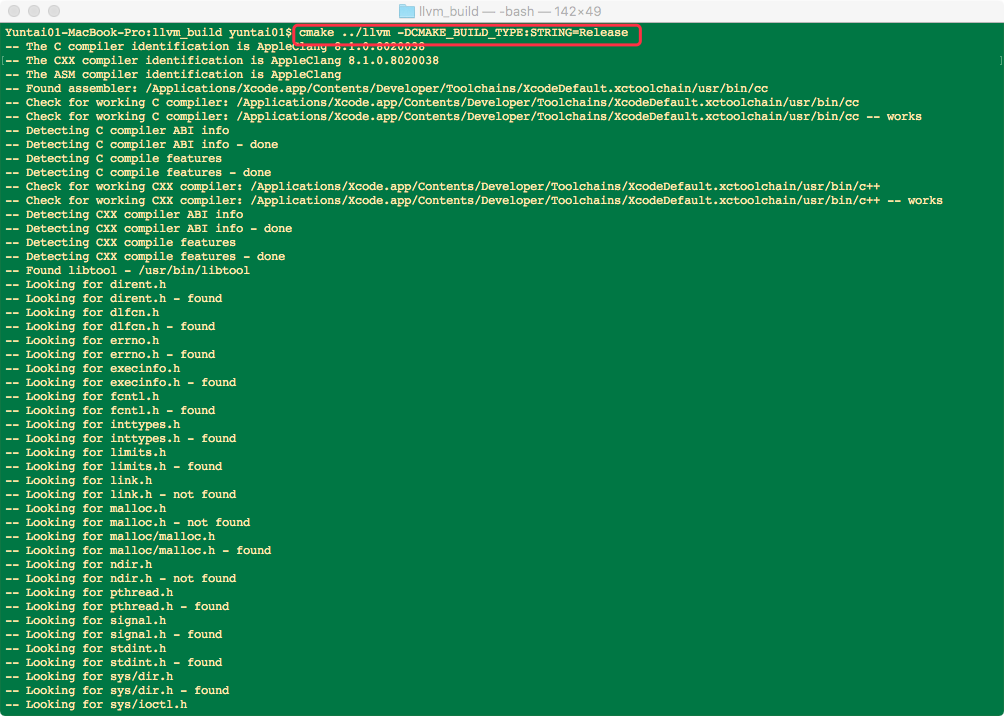 llvm_build — -bash — 142×49
Yuntai01-MacBook-Pro:llvm_build yuntai01$ cmake ../llvm -DCMAKE_BUILD_TYPE:STRING=Release
-- The C compiler identification is AppleClang 8.1.0.8020038
[-- The CXX compiler identification is AppleClang 8.1.0.8020038 ]
-- The ASM compiler identification is AppleClang
-- Found assembler: /Applications/Xcode.app/Contents/Developer/Toolchains/XcodeDefault.xctoolchain/usr/bin/cc
-- Check for working C compiler: /Applications/Xcode.app/Contents/Developer/Toolchains/XcodeDefault.xctoolchain/usr/bin/cc
-- Check for working C compiler: /Applications/Xcode.app/Contents/Developer/Toolchains/XcodeDefault.xctoolchain/usr/bin/cc -- works
-- Detecting C compiler ABI info
-- Detecting C compiler ABI info - done
-- Detecting C compile features
-- Detecting C compile features - done
-- Check for working CXX compiler: /Applications/Xcode.app/Contents/Developer/Toolchains/XcodeDefault.xctoolchain/usr/bin/c++
-- Check for working CXX compiler: /Applications/Xcode.app/Contents/Developer/Toolchains/XcodeDefault.xctoolchain/usr/bin/c++ -- works
-- Detecting CXX compiler ABI info
-- Detecting CXX compiler ABI info - done
-- Detecting CXX compile features
-- Detecting CXX compile features - done
-- Found libtool - /usr/bin/libtool
-- Looking for dirent.h
-- Looking for dirent.h - found
-- Looking for dlfcn.h
-- Looking for dlfcn.h - found
-- Looking for errno.h
-- Looking for errno.h - found
-- Looking for execinfo.h
-- Looking for execinfo.h - found
-- Looking for fcntl.h
-- Looking for fcntl.h - found
-- Looking for inttypes.h
-- Looking for inttypes.h - found
-- Looking for limits.h
-- Looking for limits.h - found
-- Looking for link.h
-- Looking for link.h - not found
-- Looking for malloc.h
-- Looking for malloc.h - not found
-- Looking for malloc/malloc.h
-- Looking for malloc/malloc.h - found
-- Looking for ndir.h
-- Looking for ndir.h - not found
-- Looking for pthread.h
-- Looking for pthread.h - found
-- Looking for signal.h
-- Looking for signal.h - found
-- Looking for stdint.h
-- Looking for stdint.h - found
-- Looking for sys/dir.h
-- Looking for sys/dir.h - found
-- Looking for sys/ioctl.h